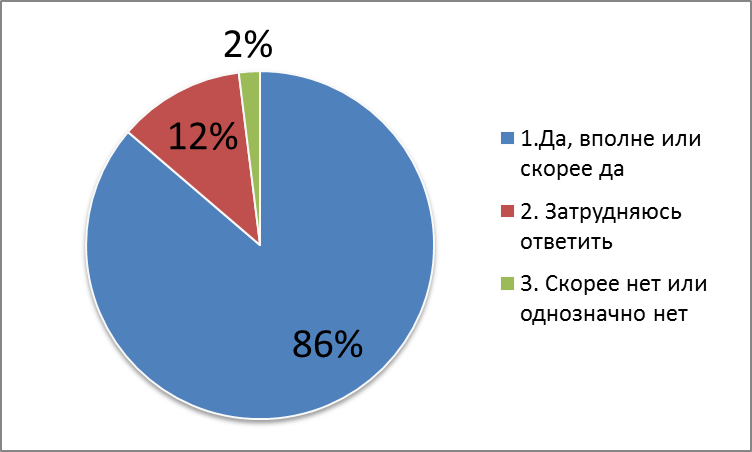 2%
12%
86%
1.Да, вполне или
скорее да
2. Затрудняюсь
ответить
3. Скорее нет или
однозначно нет